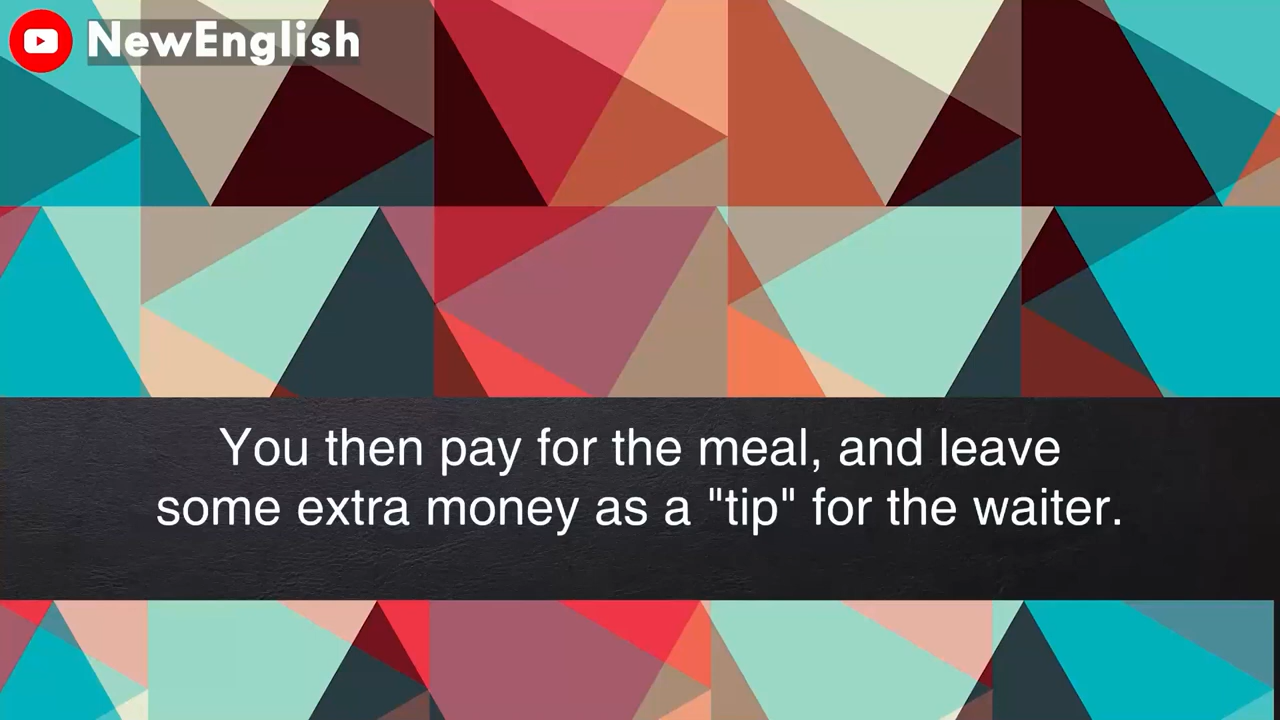 NewEnglish
You then pay for the meal, and leave
some extra money as a "tip" for the waiter.